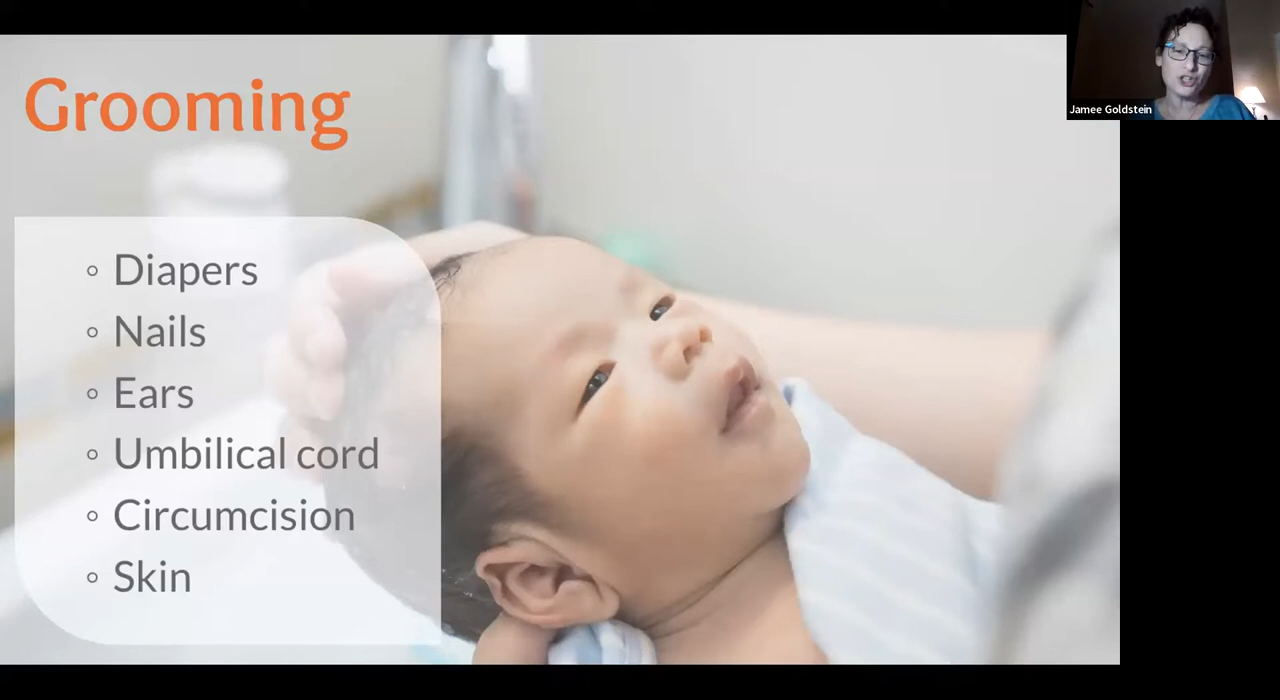 Grooming
Jamee Goldstein
◦ Diapers
◦ Nails
◦ Ears
◦ Umbilical cord
◦ Circumcision
◦ Skin